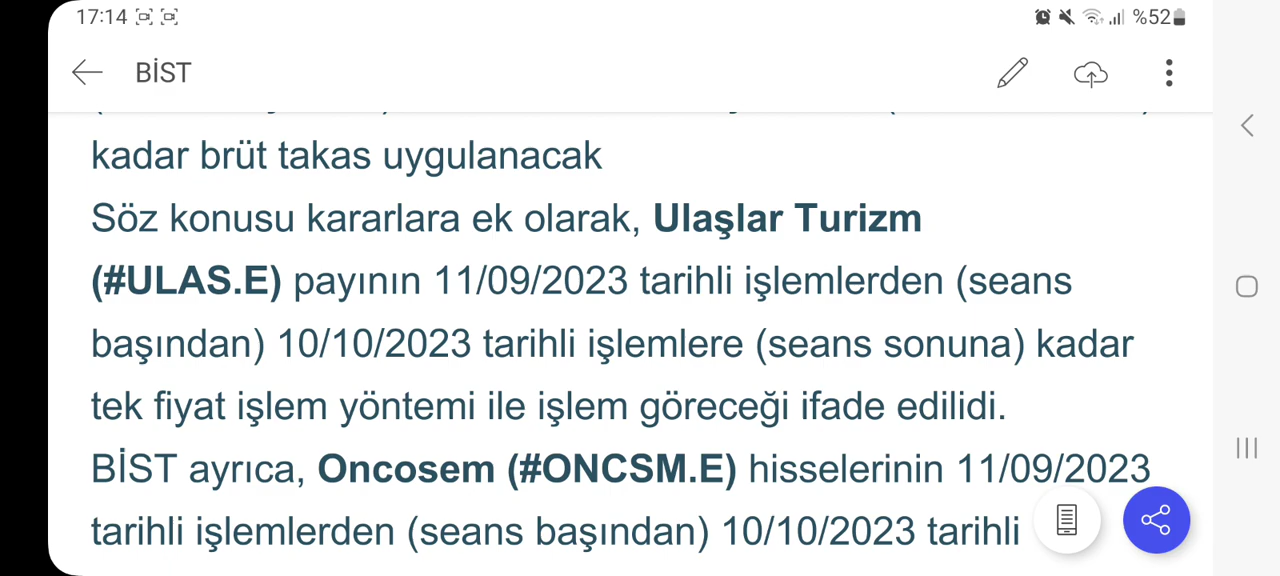 17:14 %52
BİST
kadar brüt takas uygulanacak
Söz konusu kararlara ek olarak, Ulaşlar Turizm
(#ULAS.E) payının 11/09/2023 tarihli işlemlerden (seans
başından) 10/10/2023 tarihli işlemlere (seans sonuna) kadar
tek fiyat işlem yöntemi ile işlem göreceği ifade edilidi.
BİST ayrıca, Oncosem (#ONCSM.E) hisselerinin 11/09/2023
tarihli işlemlerden (seans başından) 10/10/2023 tarihli